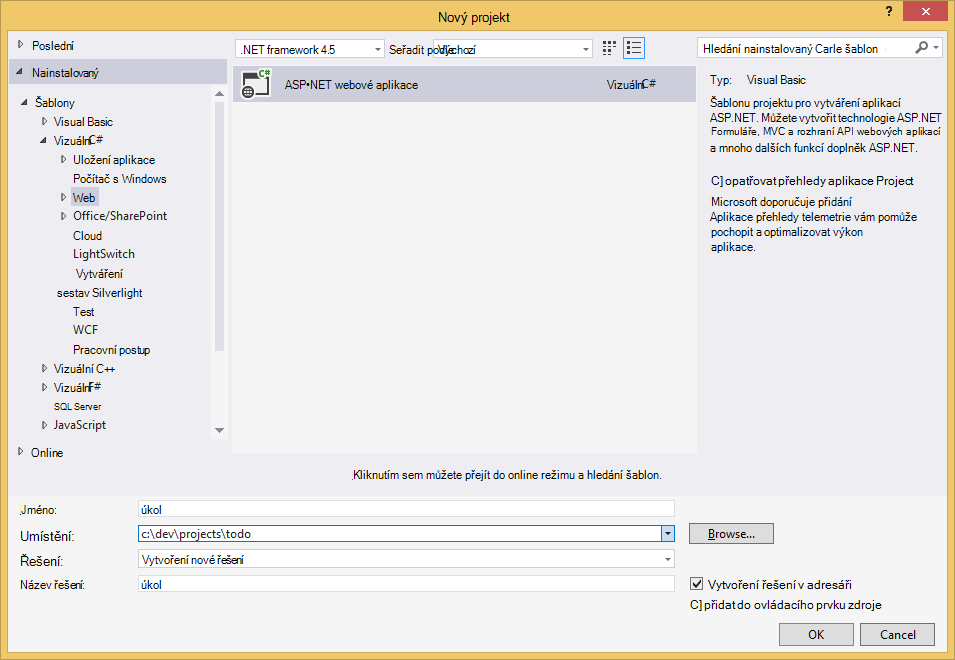 Nový projekt
?
Poslední
Nainstalovaný
Šablony
Visual Basic
Vizuální C#
Uložení aplikace
Počítač s Windows
Web
Office/SharePoint
Cloud
LightSwitch
Vytváření
sestav Silverlight
Test
WCF
Pracovní postup
Vizuální C++
Vizuální F#
SQL Server
JavaScript
Online
.NET framework 4.5
Seřadit podle
Výchozí
ASP•NET webové aplikace
Vizuální C#
Kliknutím sem můžete přejít do online režimu a hledání šablon.
Hledání nainstalovaný Carle šablon
Typ: Visual Basic
Šablonu projektu pro vytváření aplikací
ASP.NET. Můžete vytvořit technologie ASP.NET
Formuláře, MVC a rozhraní API webových aplikací
a mnoho dalších funkcí doplněk ASP.NET.
C] opatřovat přehledy aplikace Project
Microsoft doporučuje přidání
Aplikace přehledy telemetrie vám pomůže
pochopit a optimalizovat výkon
aplikace.
Jméno: úkol
Umístění: c:\dev\projects\todo
Browse...
Řešení: Vytvoření nové řešení
Název řešení: úkol
Vytvoření řešení v adresáři
C] přidat do ovládacího prvku zdroje
OK
Cancel